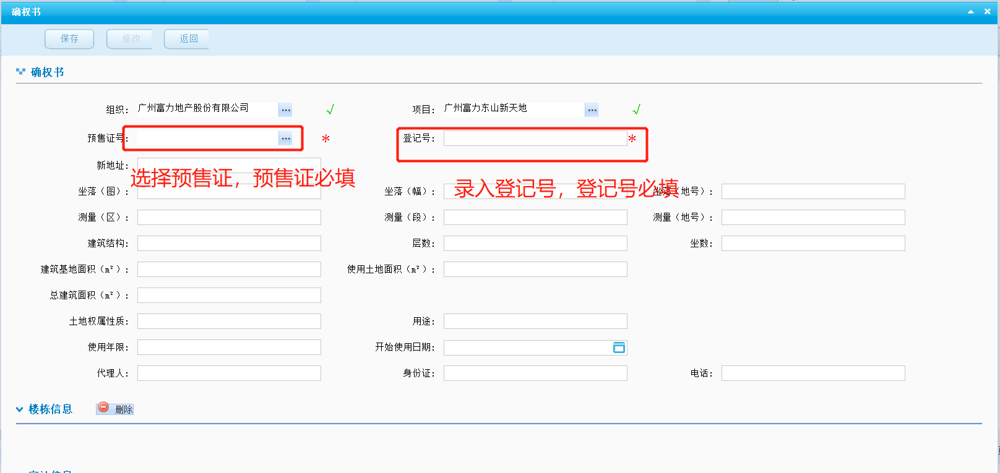 确权书
保存 修改 返回
确权书
组织: 广州富力地产股份有限公司 ... √ 项目: 广州富力东山新天地 ... √
预售证号: ... * 登记号: *
新地址:
选择预售证，预售证必填
录入登记号，登记号必填
坐落（图）: 坐落（幅）: 坐落（地号）:
测量（区）: 测量（段）: 测量（地号）:
建筑结构: 层数: 坐数:
建筑基地面积（m²）: 使用土地面积（m²）:
总建筑面积（m²）:
土地权属性质: 用途:
使用年限: 开始使用日期:
代理人: 身份证: 电话:
楼栋信息 删除